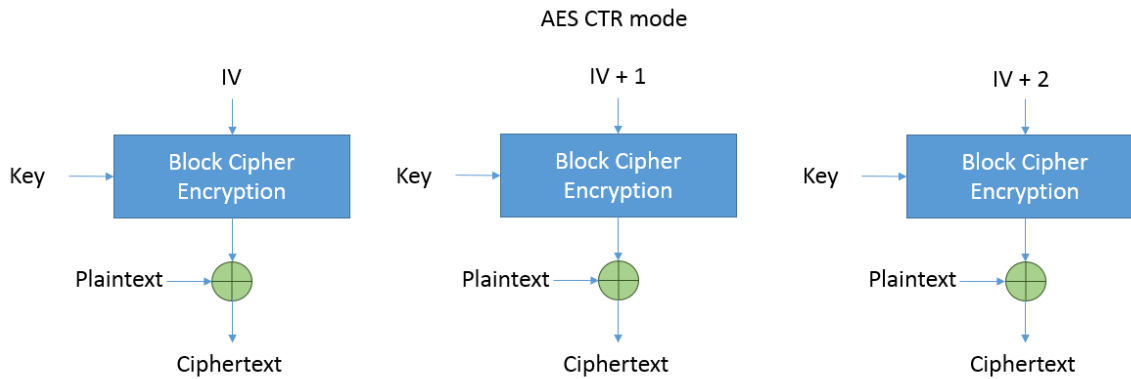 AES CTR mode
IV
IV + 1
IV + 2
Key
Block Cipher
Encryption
Key
Block Cipher
Encryption
Key
Block Cipher
Encryption
Plaintext
Plaintext
Plaintext
Ciphertext
Ciphertext
Ciphertext